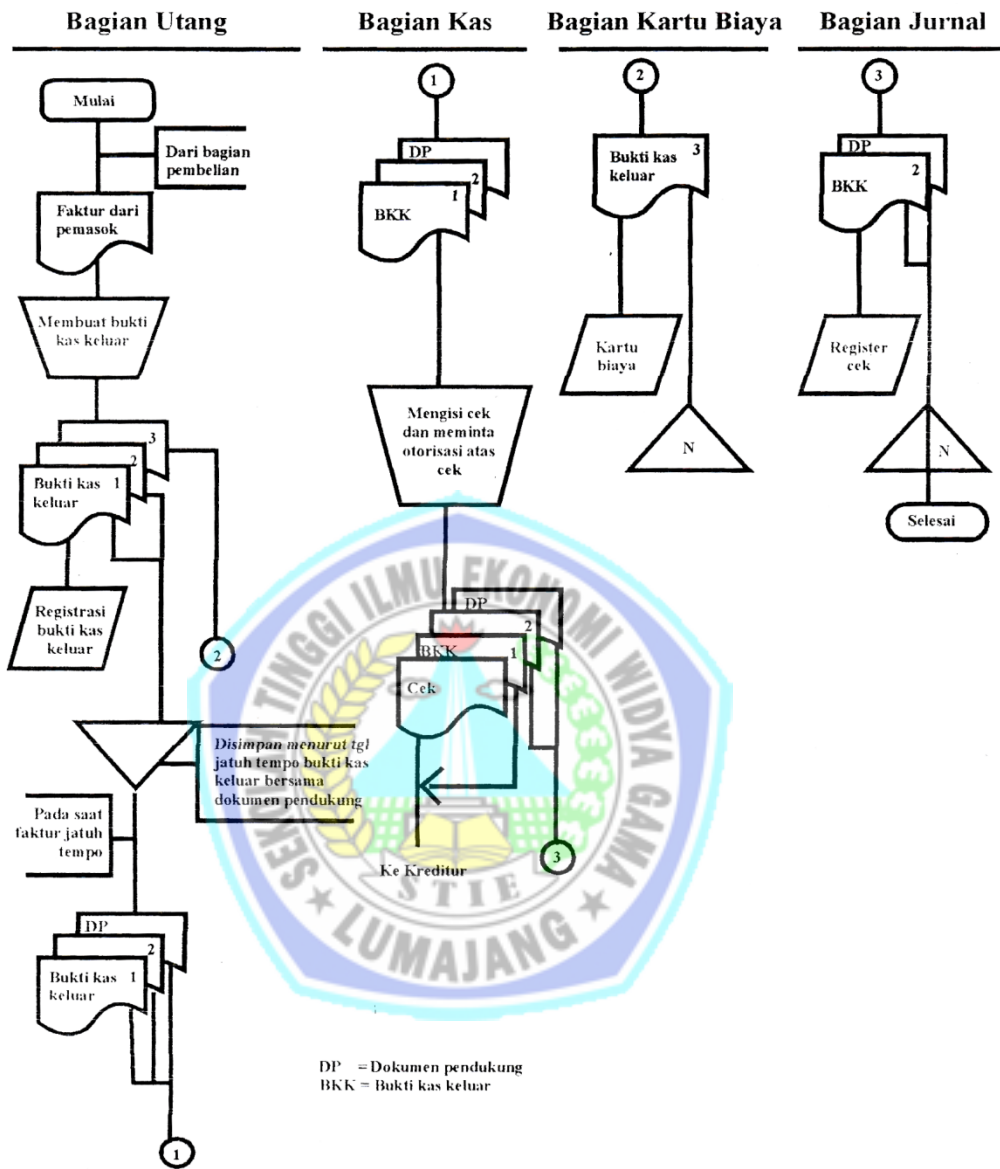 Bagian Utang
Bagian Kas
Bagian Kartu Biaya
Bagian Jurnal
Mulai
Dari bagian
pembelian
Faktur dari
pemasok
Membuat bukti
kas keluar
3
2
Bukti kas 1
keluar
Registrasi
bukti kas
keluar
2
Disimpan menurut tgl
jatuh tempo bukti kas
keluar bersama
dokumen pendukung
Pada saat
faktur jatuh
tempo
DP
2
Bukti kas 1
keluar
1
1
DP
2
1
BKK
Mengisi cek
dan meminta
otorisasi atas
cek
DP
2
BKK 1
Cek
Ke Kreditur
3
2
Bukti kas 3
keluar
Kartu
biaya
N
3
DP
BKK 2
Register
cek
N
Selesai
SEKOLAH TINGGI ILMU EKONOMI WIDYA GAMA
STIE
LUMAJANG
DP = Dokumen pendukung
BKK = Bukti kas keluar